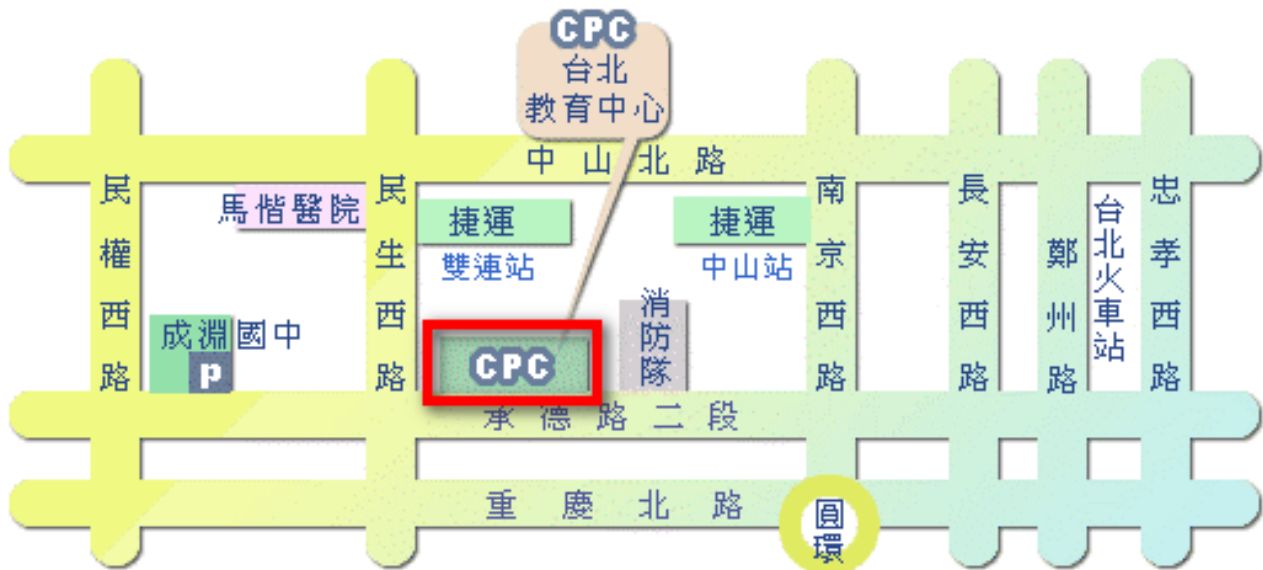 CPC
台北
教育中心
中山北路
民權西路
馬偕醫院
民生西路
捷運
雙連站
捷運
中山站
南京西路
長安西路
鄭州路
台北火車站
忠孝西路
成淵國中
P
CPC
消防隊
承德路二段
重慶北路
圓環